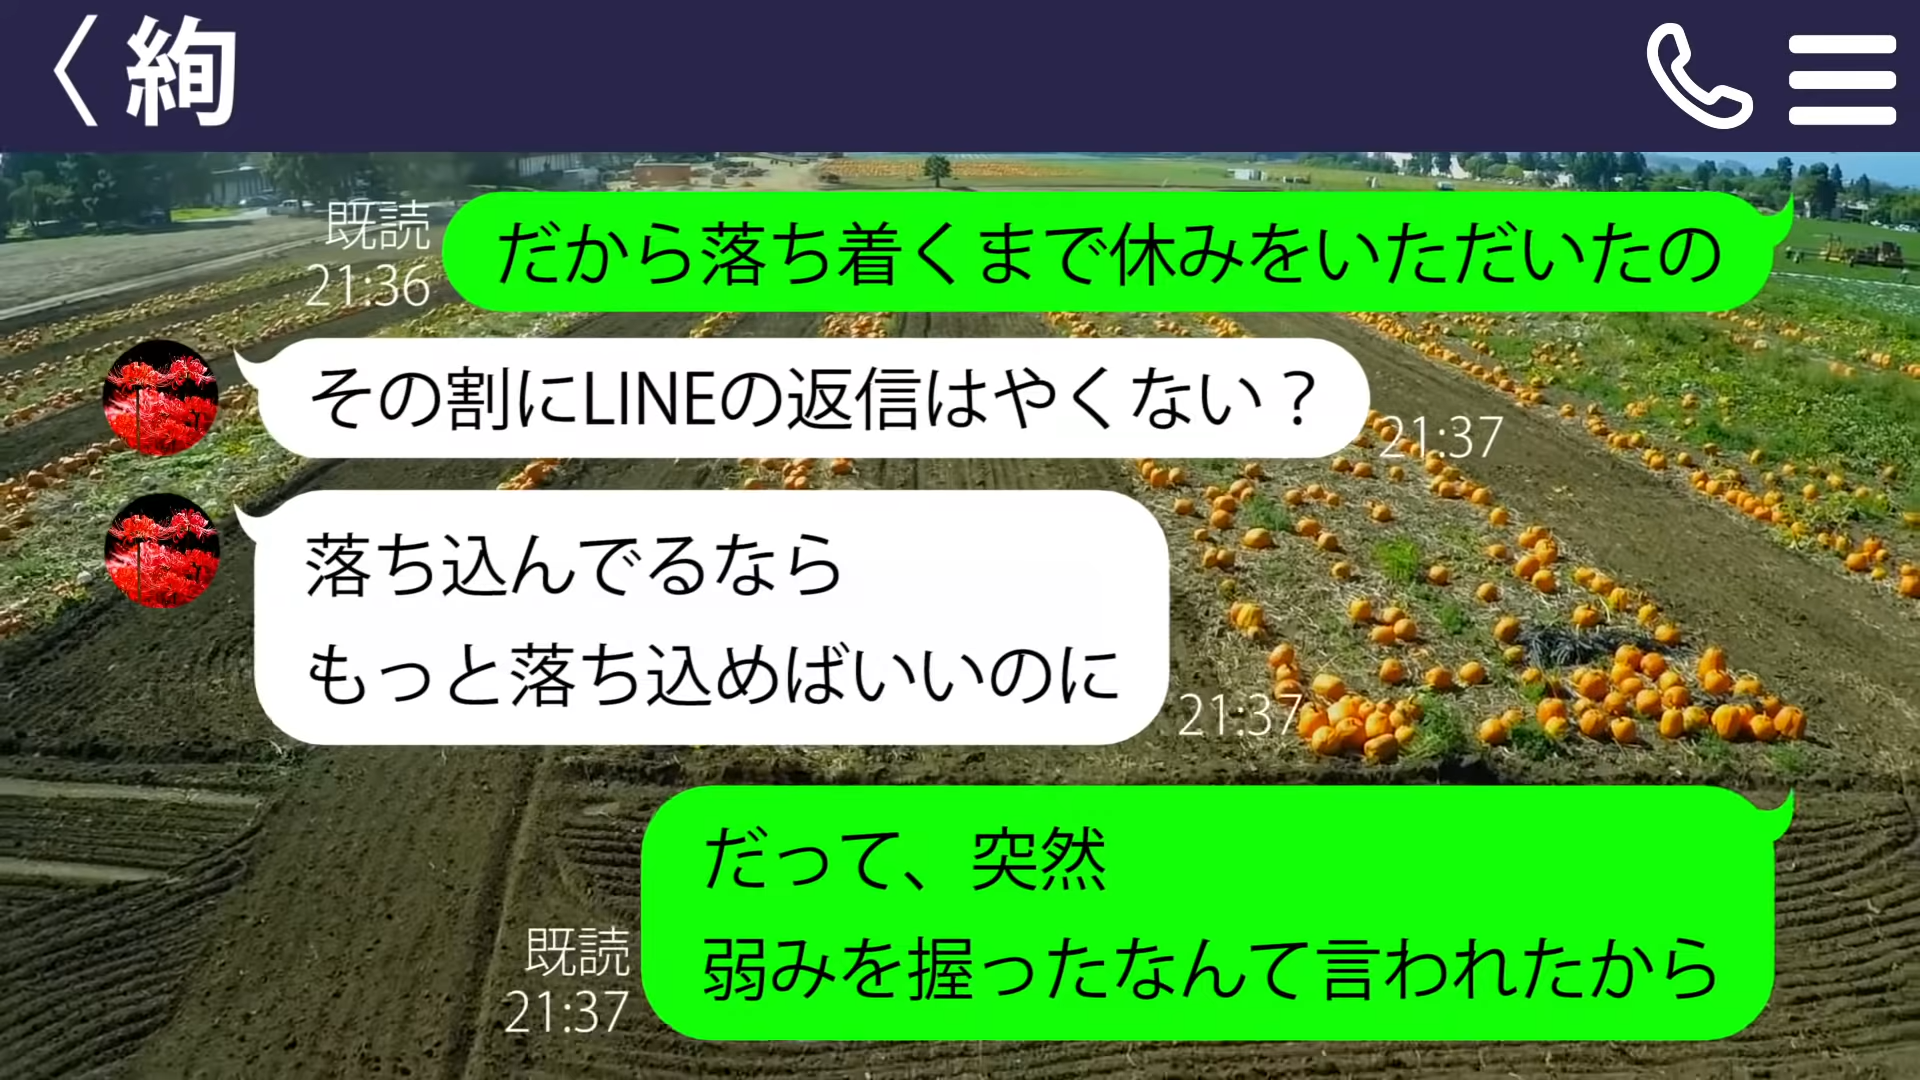 絢
だから落ち着くまで休みをいただいたの
既読
21:36
その割にLINEの返信はやくない？
21:37
落ち込んでるなら
もっと落ち込めばいいのに
21:37
だって、突然
弱みを握ったなんて言われたから
既読
21:37